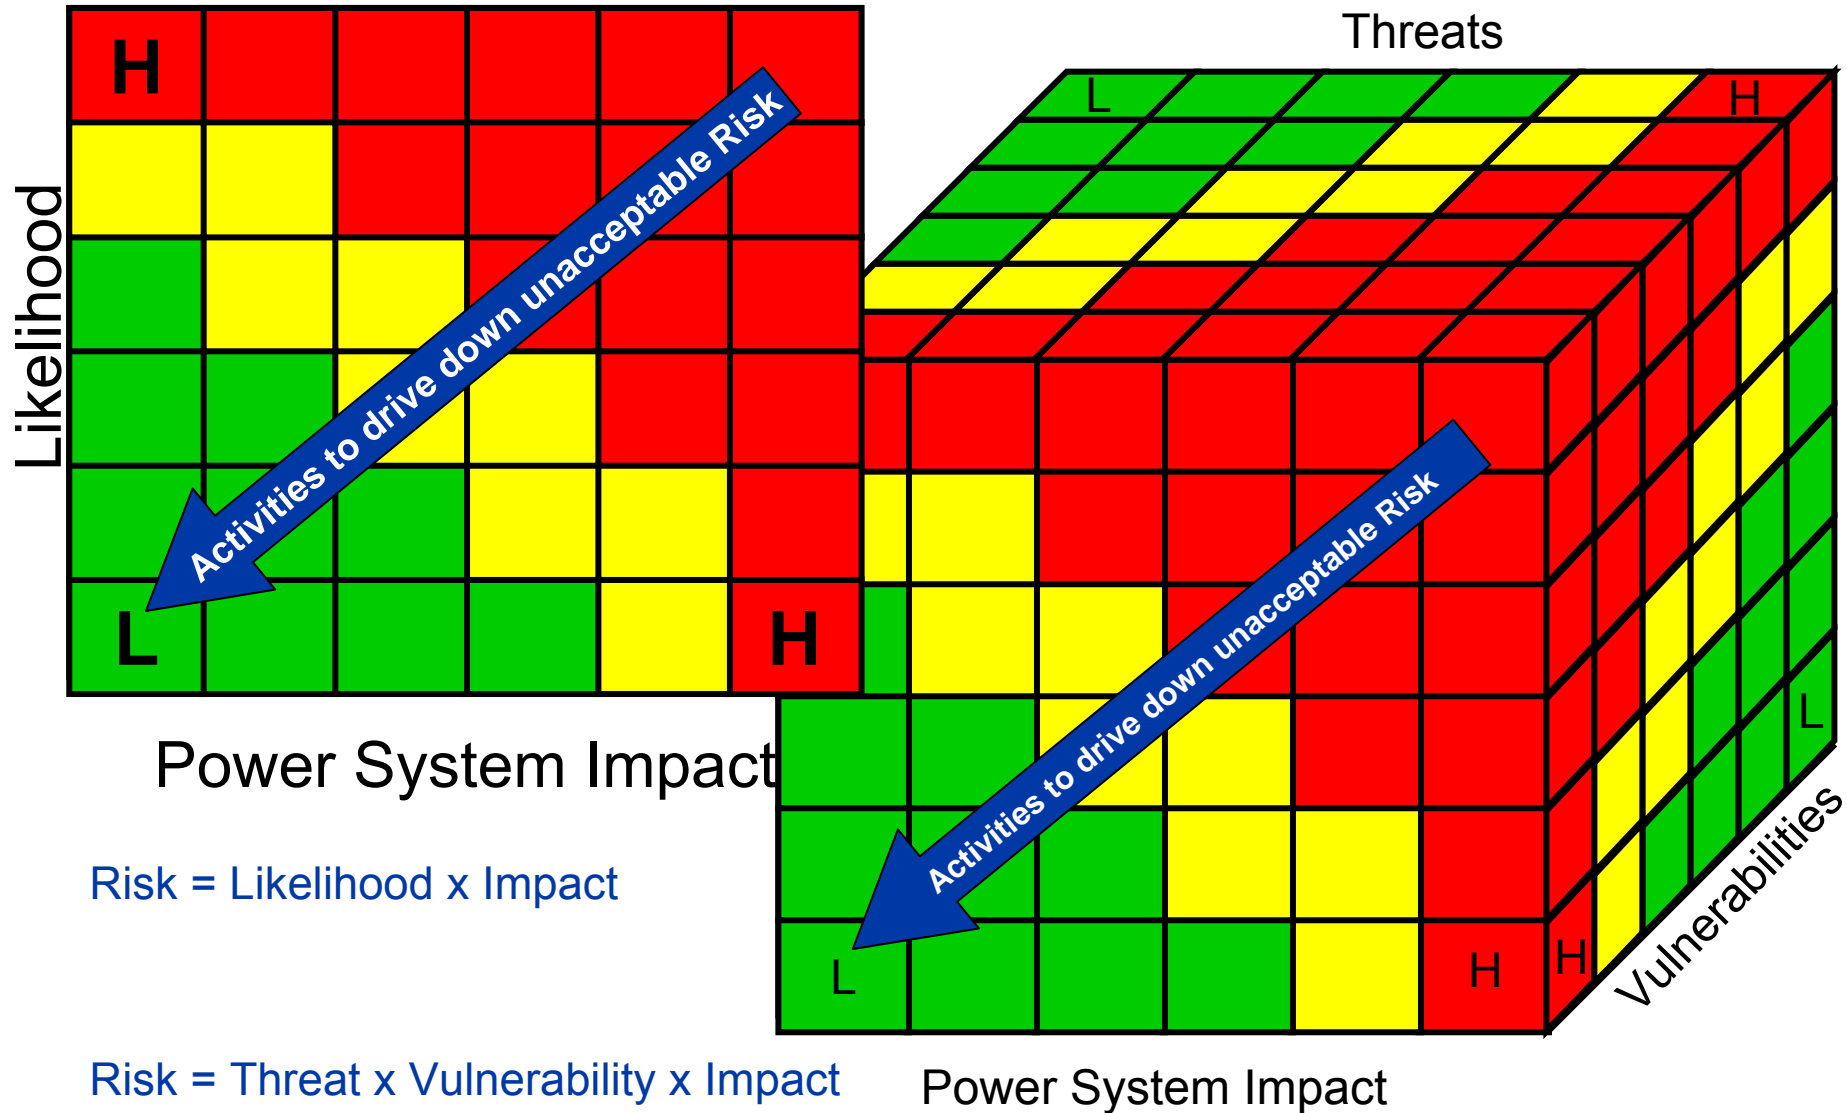 Threats
H
L
H
Likelihood
Activities to drive down unacceptable Risk
L
H
Power System Impact
Activities to drive down unacceptable Risk
L
Vulnerabilities
Risk = Likelihood x Impact
L
H
H
Risk = Threat x Vulnerability x Impact
Power System Impact